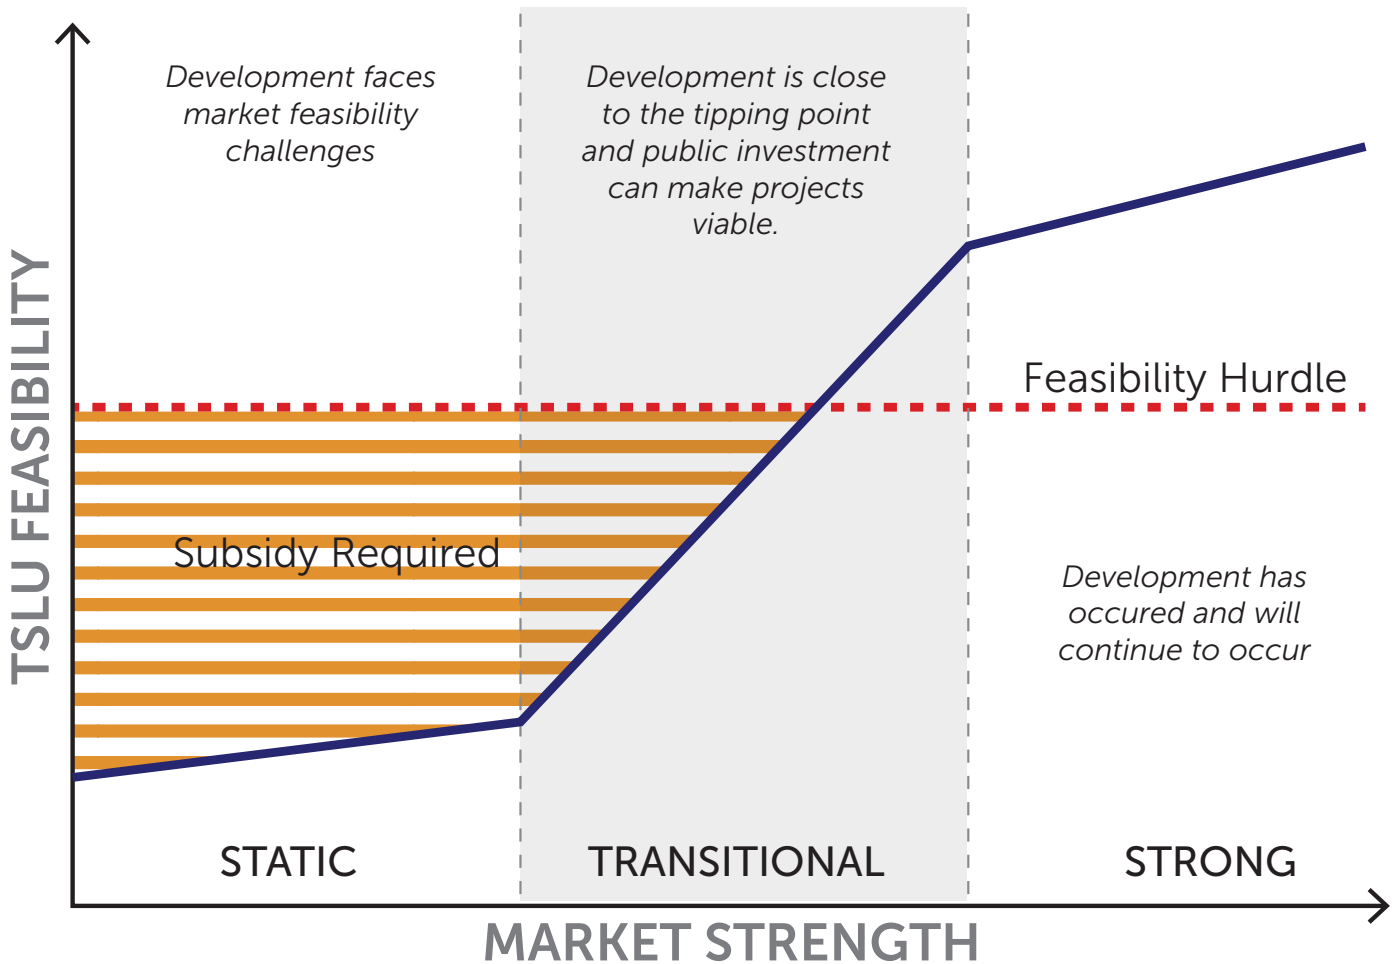 Development faces
market feasibility
challenges
Development is close
to the tipping point
and public investment
can make projects
viable.
TSLU FEASIBILITY
Feasibility Hurdle
Subsidy Required
Development has
occured and will
continue to occur
STATIC
TRANSITIONAL
STRONG
MARKET STRENGTH